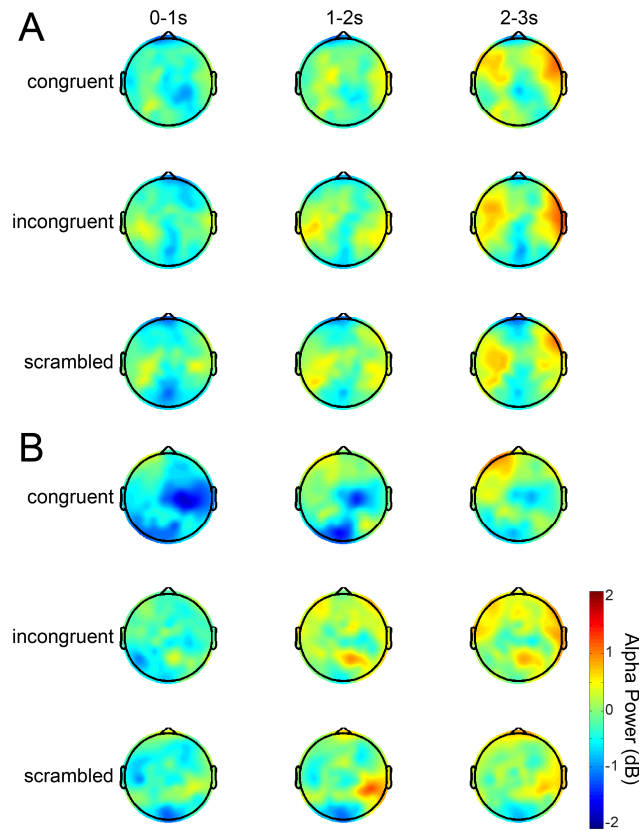 A
0-1s 1-2s 2-3s
congruent
incongruent
scrambled
B
congruent
incongruent
scrambled
2
1
0
-1
-2
Alpha Power (dB)